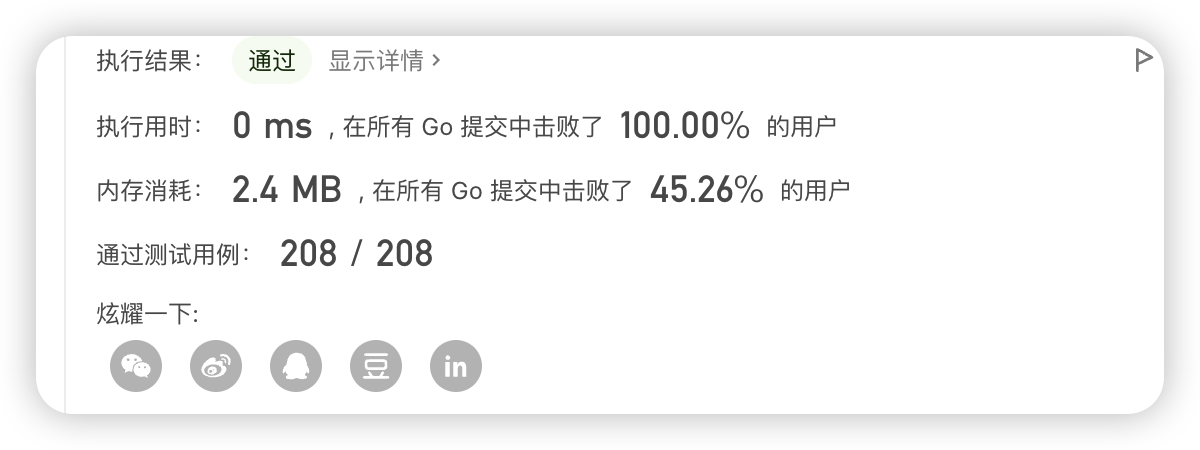 执行结果： 通过 显示详情 ›
执行用时： 0 ms , 在所有 Go 提交中击败了 100.00% 的用户
内存消耗： 2.4 MB , 在所有 Go 提交中击败了 45.26% 的用户
通过测试用例： 208 / 208
炫耀一下:
豆 in